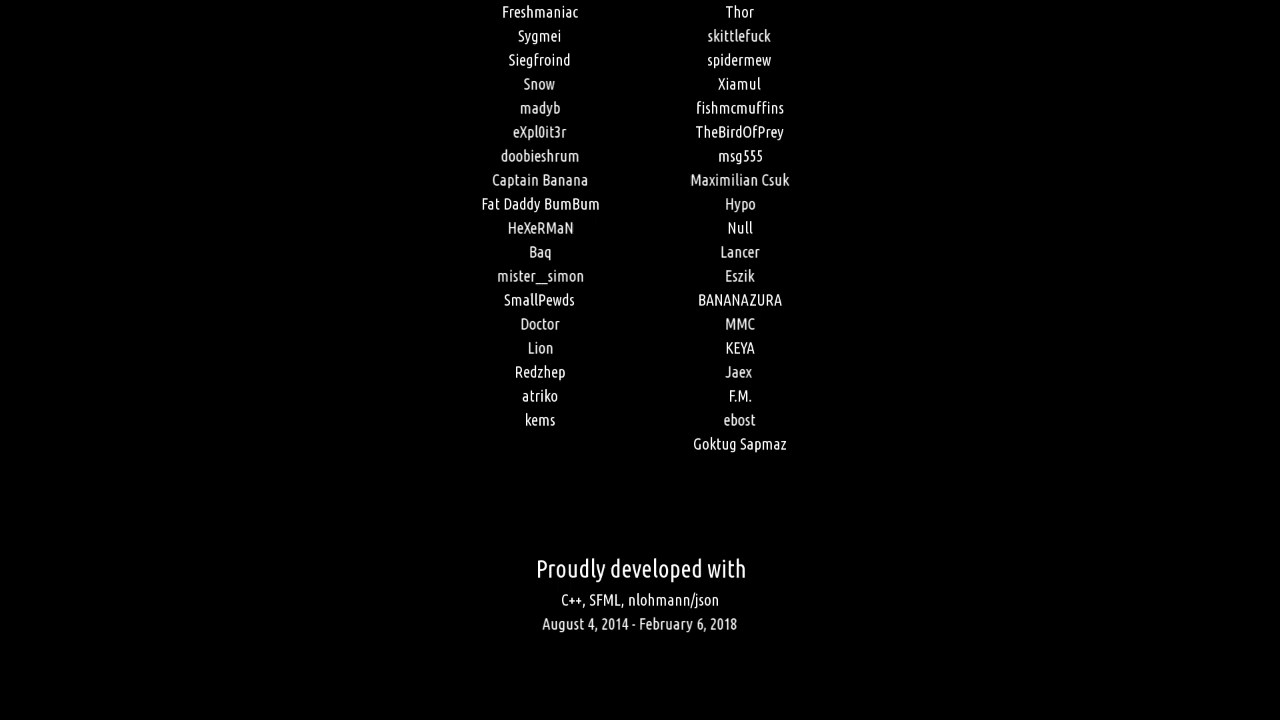 Freshmaniac Thor
Sygmei skittlefuck
Siegfroind spidermew
Snow Xiamul
madyb fishmcmuffins
eXpl0it3r TheBirdOfPrey
doobieshrum msg555
Captain Banana Maximilian Csuk
Fat Daddy BumBum Hypo
HeXeRMaN Null
Baq Lancer
mister__simon Eszik
SmallPewds BANANAZURA
Doctor MMC
Lion KEYA
Redzhep Jaex
atriko F.M.
kems ebost
Goktug Sapmaz
Proudly developed with
C++, SFML, nlohmann/json
August 4, 2014 - February 6, 2018